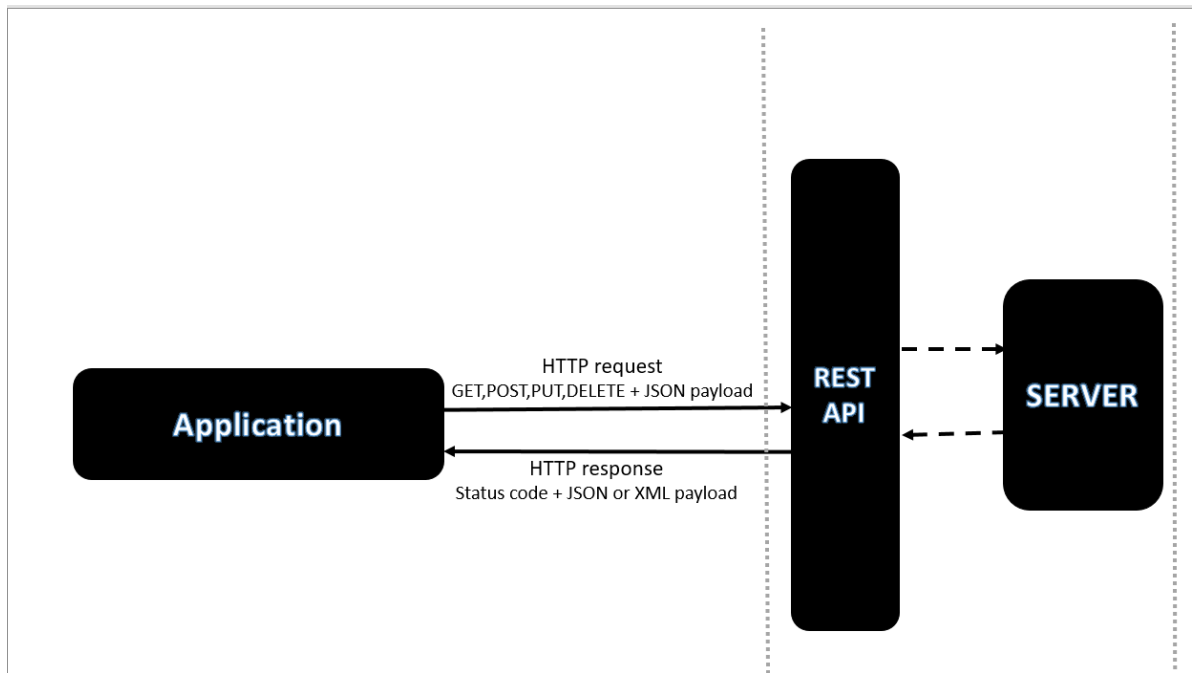 HTTP request
GET,POST,PUT,DELETE + JSON payload
Application
HTTP response
Status code + JSON or XML payload
REST
API
SERVER